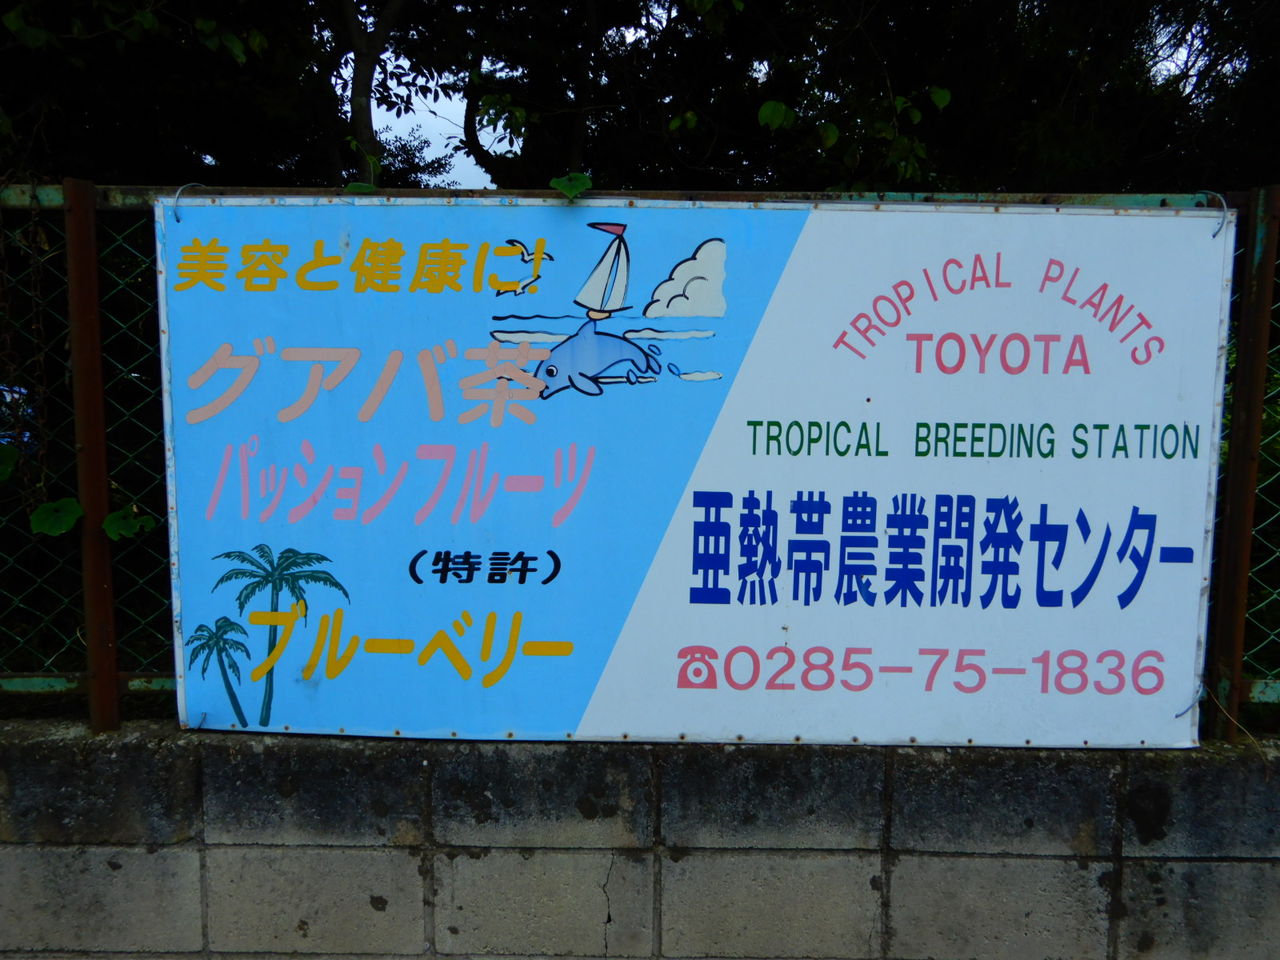 美容と健康に!
グアバ茶
パッションフルーツ
(特許)
ブルーベリー
TROPICAL PLANTS
TOYOTA
TROPICAL BREEDING STATION
亜熱帯農業開発センター
☎0285-75-1836